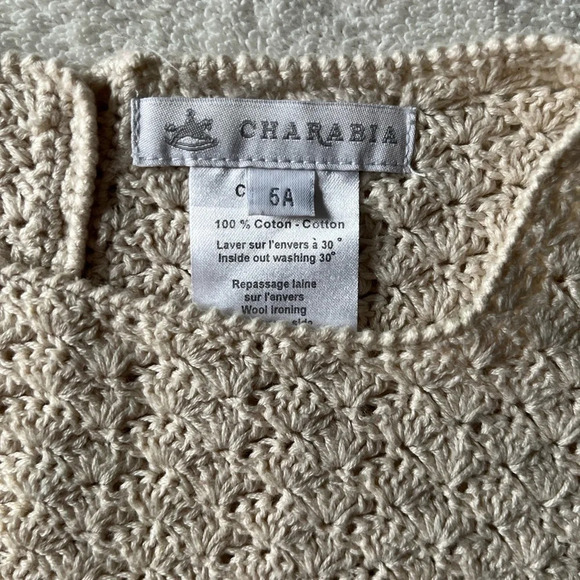 CHARABIA
C
5A
100 % Coton - Cotton
Laver sur l'envers à 30 °
Inside out washing 30°
Repassage laine
sur l'envers
Wool ironing
side